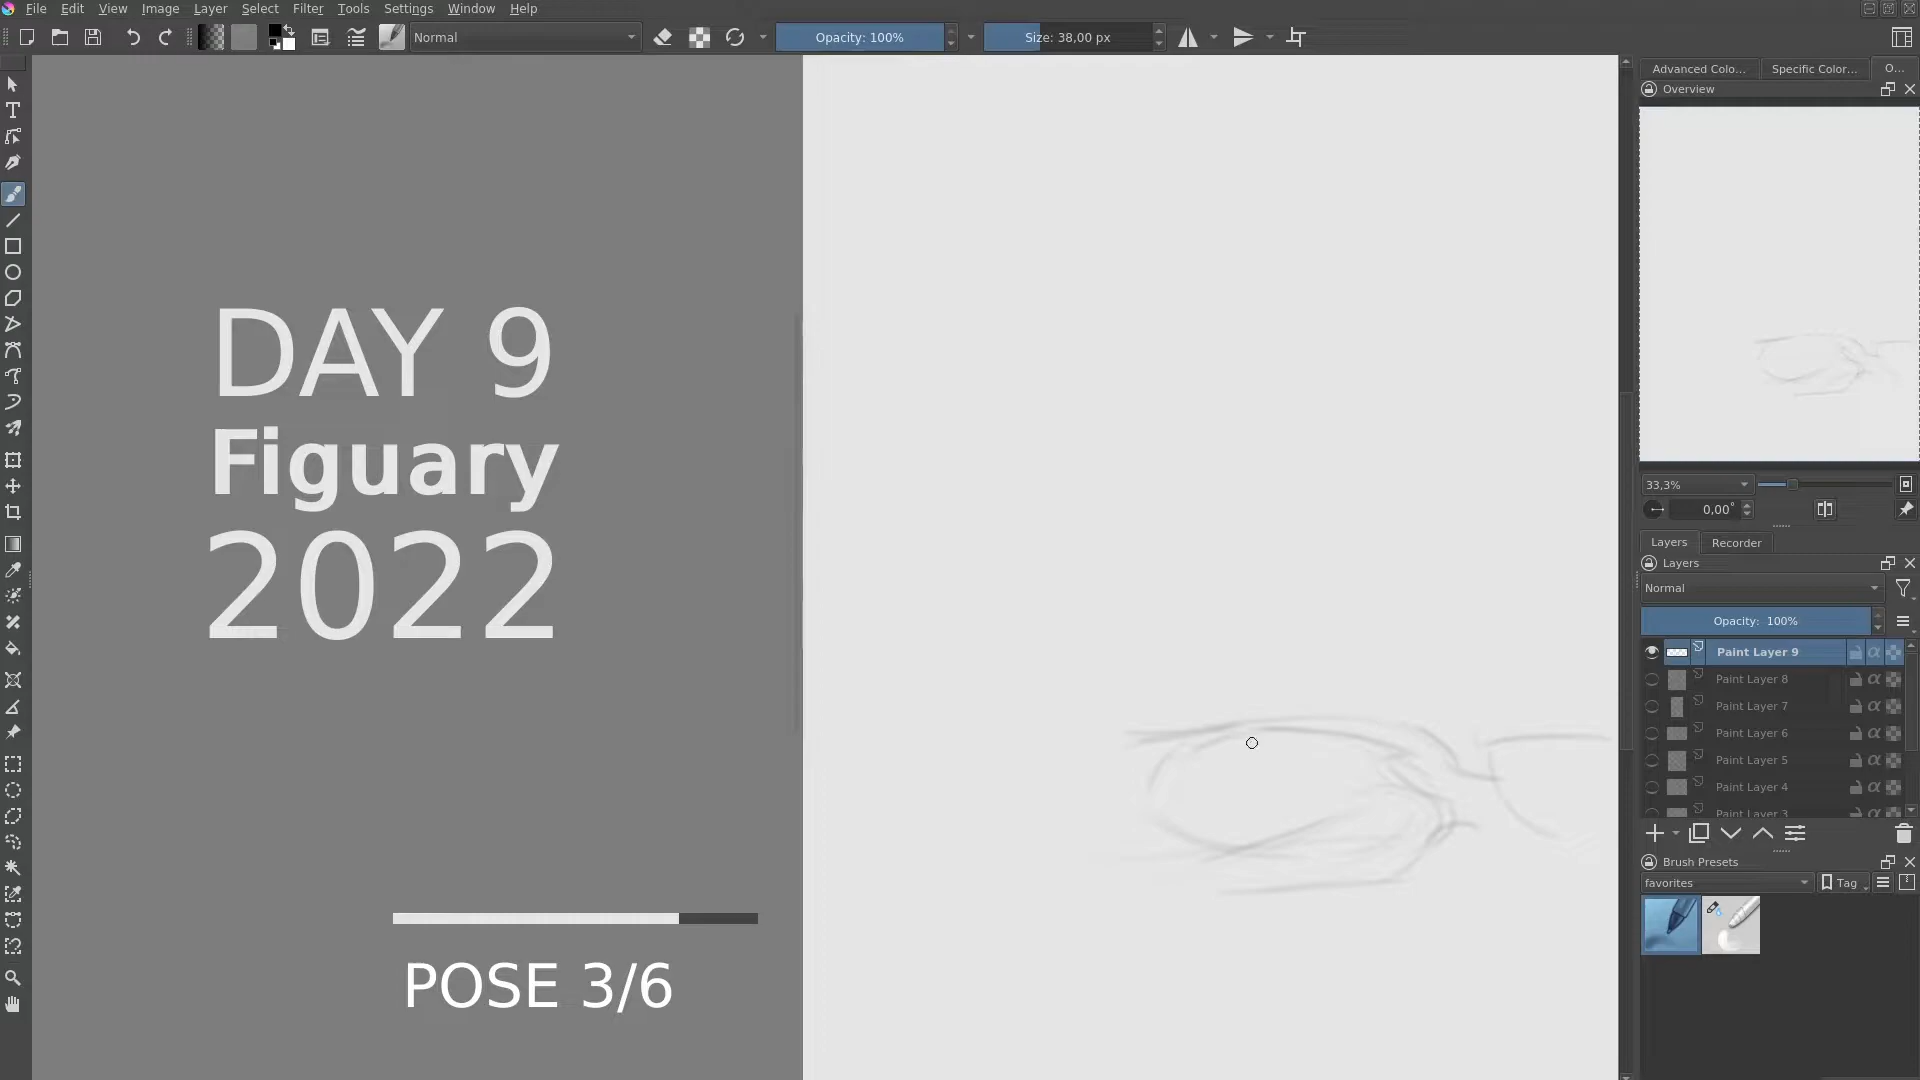 File Edit View Image Layer Select Filter Tools Settings Window Help
Normal Opacity: 100% Size: 38,00 px
Advanced Colo... Specific Color... O...
Overview
DAY 9
Figuary
2022
POSE 3/6
33,3%
0,00°
Layers Recorder
Layers
Normal
Opacity: 100%
Paint Layer 9
Paint Layer 8
Paint Layer 7
Paint Layer 6
Paint Layer 5
Paint Layer 4
Paint Layer 3
Brush Presets
favorites Tag